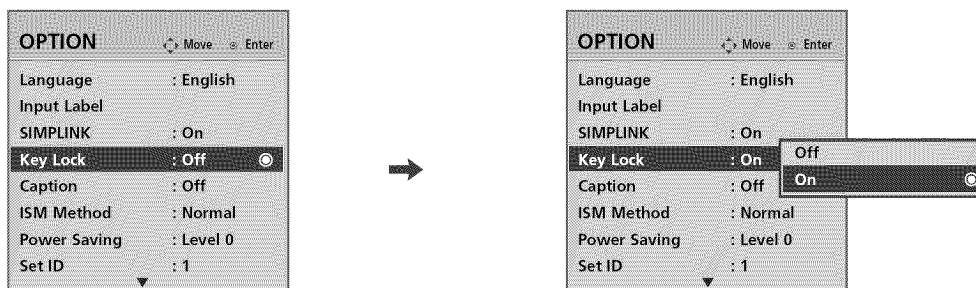 OPTION Move Enter
Language : English
Input Label
SIMPLINK : On
Key Lock : Off
Caption : Off
ISM Method : Normal
Power Saving : Level 0
Set ID : 1
OPTION Move Enter
Language : English
Input Label
SIMPLINK : On
Key Lock : On
Caption : Off
ISM Method : Normal
Power Saving : Level 0
Set ID : 1
Off
On